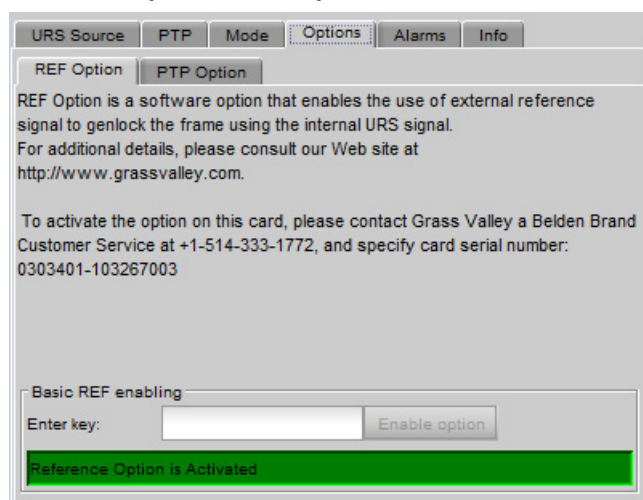 URS Source PTP Mode Options Alarms Info
REF Option PTP Option
REF Option is a software option that enables the use of external reference
signal to genlock the frame using the internal URS signal.
For additional details, please consult our Web site at
http://www.grassvalley.com.
To activate the option on this card, please contact Grass Valley a Belden Brand
Customer Service at +1-514-333-1772, and specify card serial number:
0303401-103267003
Basic REF enabling
Enter key: Enable option
Reference Option is Activated